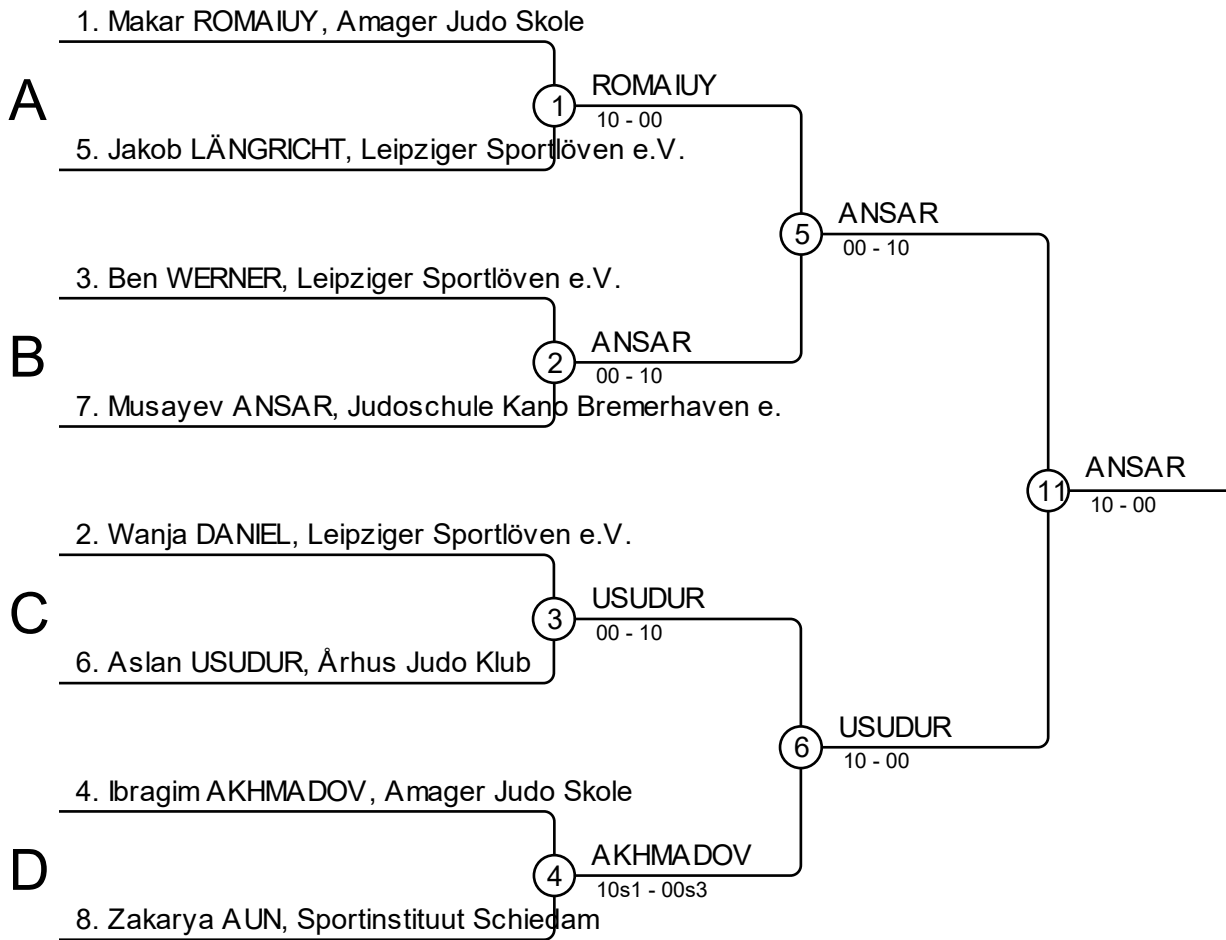 1. Makar ROMAIUY, Amager Judo Skole
A
1
ROMAIUY
10 - 00
5. Jakob LÄNGRICHT, Leipziger Sportlöven e.V.
5
ANSAR
00 - 10
3. Ben WERNER, Leipziger Sportlöven e.V.
B
2
ANSAR
00 - 10
7. Musayev ANSAR, Judoschule Kano Bremerhaven e.
11
ANSAR
10 - 00
2. Wanja DANIEL, Leipziger Sportlöven e.V.
C
3
USUDUR
00 - 10
6. Aslan USUDUR, Århus Judo Klub
6
USUDUR
10 - 00
4. Ibragim AKHMADOV, Amager Judo Skole
D
4
AKHMADOV
10s1 - 00s3
8. Zakarya AUN, Sportinstituut Schiedam